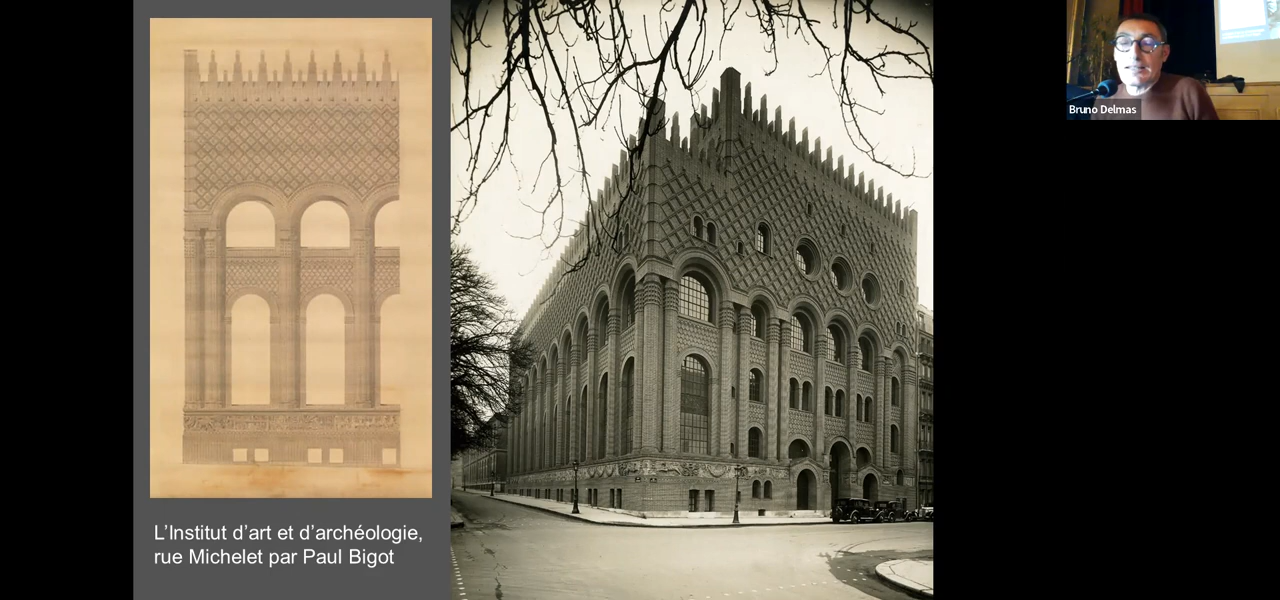 L’Institut d’art et d’archéologie,
rue Michelet par Paul Bigot
Bruno Delmas